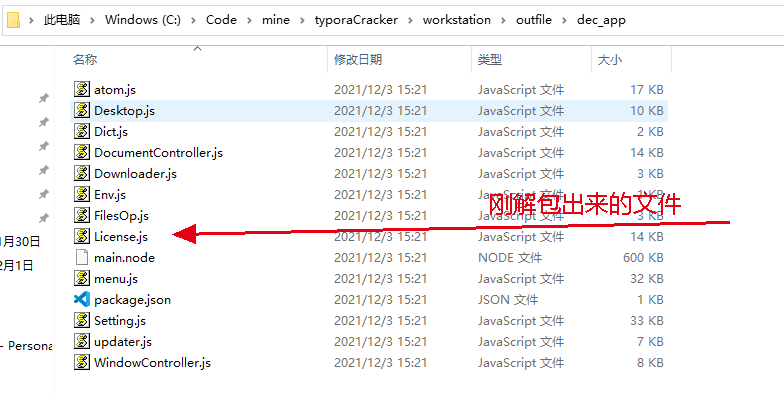 此电脑 > Windows (C:) > Code > mine > typoraCracker > workstation > outfile > dec_app
名称 修改日期 类型 大小
atom.js 2021/12/3 15:21 JavaScript 文件 17 KB
Desktop.js 2021/12/3 15:21 JavaScript 文件 10 KB
Dict.js 2021/12/3 15:21 JavaScript 文件 2 KB
DocumentController.js 2021/12/3 15:21 JavaScript 文件 14 KB
Downloader.js 2021/12/3 15:21 JavaScript 文件 3 KB
Env.js 2021/12/3 15:21 JavaScript 文件 1 KB
刚解包出来的文件
FilesOp.js 2021/12/3 15:21 JavaScript 文件 3 KB
月30日
License.js 2021/12/3 15:21 JavaScript 文件 14 KB
main.node 2021/12/3 15:21 NODE 文件 600 KB
2月1日
menu.js 2021/12/3 15:21 JavaScript 文件 32 KB
package.json 2021/12/3 15:21 JSON 文件 1 KB
Setting.js 2021/12/3 15:21 JavaScript 文件 33 KB
- Persona
updater.js 2021/12/3 15:21 JavaScript 文件 7 KB
WindowController.js 2021/12/3 15:21 JavaScript 文件 8 KB